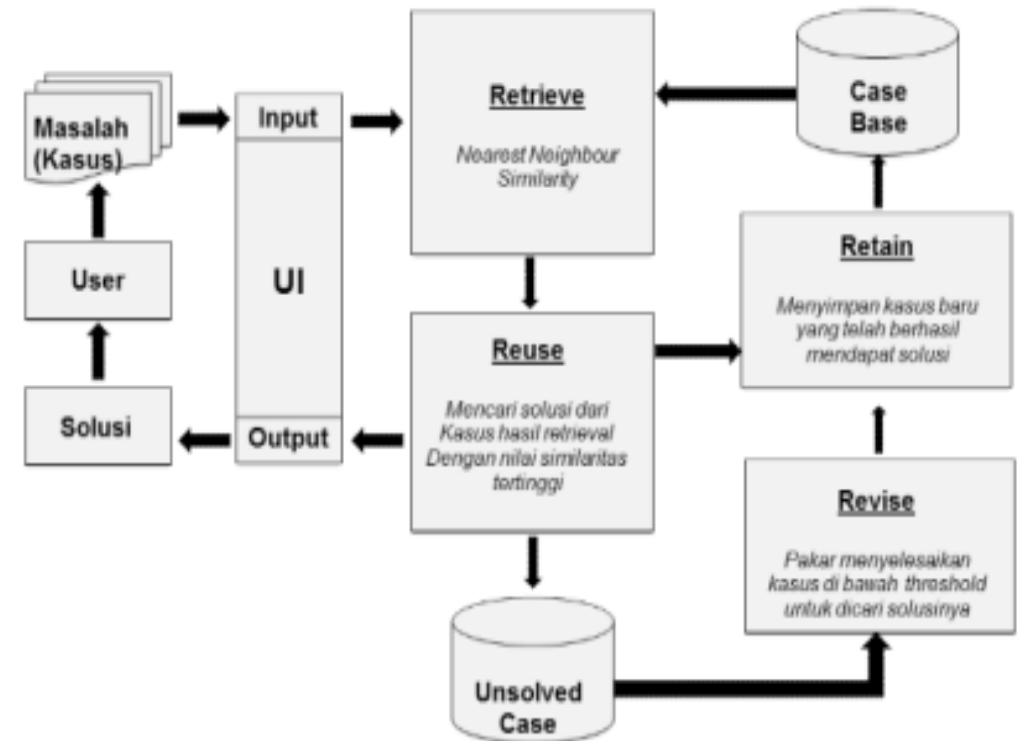 Masalah
(Kasus)
User
Solusi
Input
UI
Output
Retrieve
Nearest Neighbour
Similarity
Reuse
Mencari solusi dari
Kasus hasil retrieval
Dengan nilai similaritas
tertinggi
Unsolved
Case
Case
Base
Retain
Menyimpan kasus baru
yang telah berhasil
mendapat solusi
Revise
Pakar menyelesaikan
kasus di bawah threshold
untuk dicari solusinya